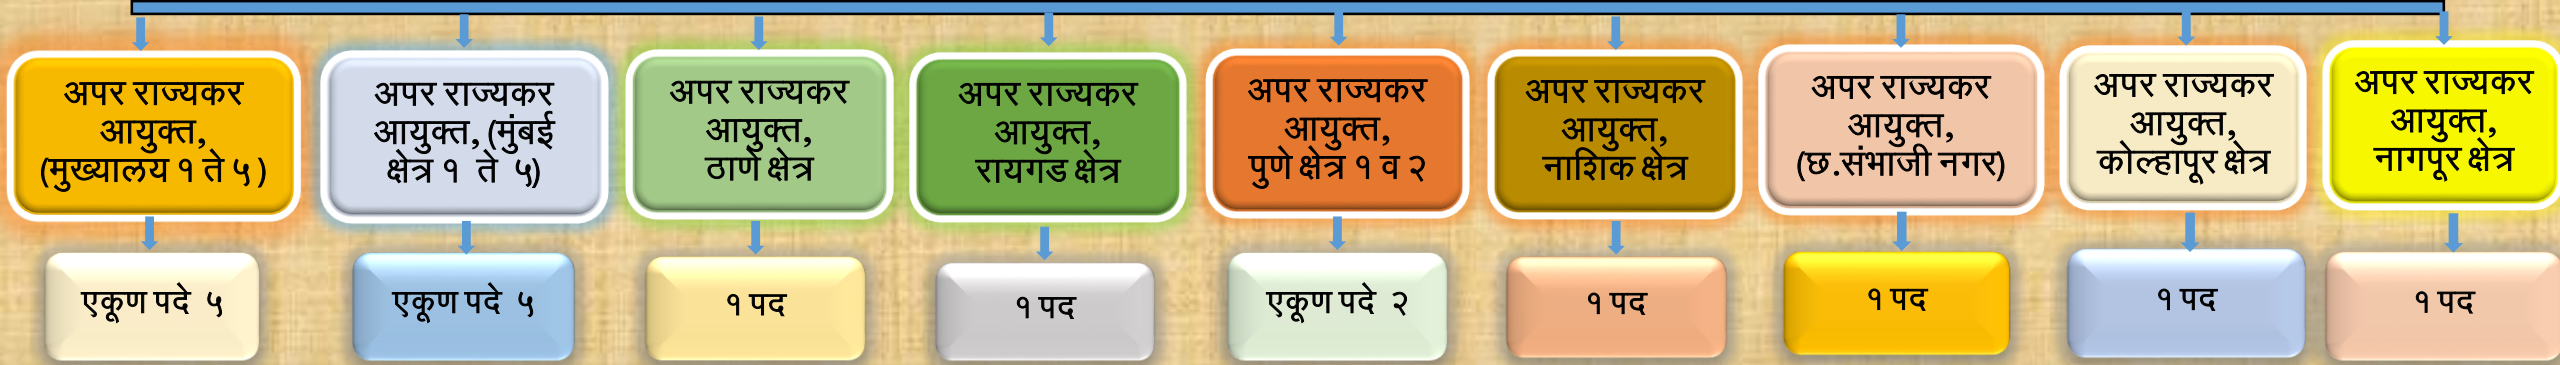 अपर राज्यकर
आयुक्त,
(मुख्यालय १ ते ५)
अपर राज्यकर
आयुक्त, (मुंबई
क्षेत्र १ ते ५)
अपर राज्यकर
आयुक्त,
ठाणे क्षेत्र
अपर राज्यकर
आयुक्त,
रायगड क्षेत्र
अपर राज्यकर
आयुक्त,
पुणे क्षेत्र १ व २
अपर राज्यकर
आयुक्त,
नाशिक क्षेत्र
अपर राज्यकर
आयुक्त,
(छ.संभाजी नगर)
अपर राज्यकर
आयुक्त,
कोल्हापूर क्षेत्र
अपर राज्यकर
आयुक्त,
नागपूर क्षेत्र
एकूण पदे ५
एकूण पदे ५
१ पद
१ पद
एकूण पदे २
१ पद
१ पद
१ पद
१ पद